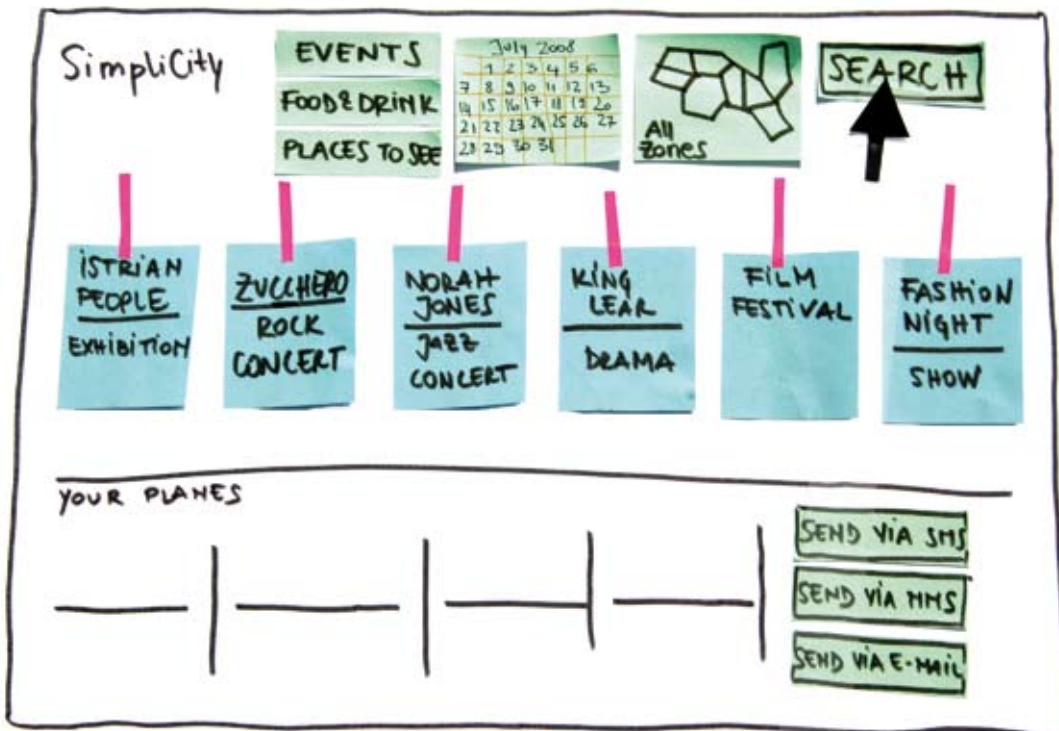 SimpliCity
EVENTS
FOOD & DRINK
PLACES TO SEE
July 2008
1 2 3 4 5 6
7 8 9 10 11 12 13
14 15 16 17 18 19 20
21 22 23 24 25 26 27
28 29 30 31
All
Zones
SEARCH
iSTRiAN
PEOPLE
EXHiBiTiON
ZUCCHERO
ROCK
CONCERT
NORAH
JONES
JAZZ
CONCERT
KiNG
LEAR
DRAMA
FiLM
FESTiVAL
FASHiON
NiGHT
SHOW
YOUR PLANES
SEND ViA SMS
SEND ViA MMS
SEND ViA E-MAiL